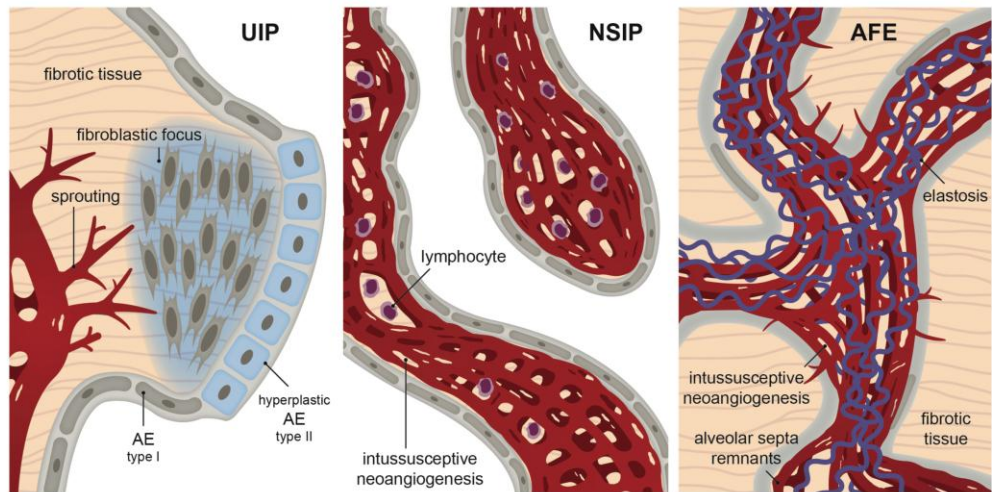 UIP
fibrotic tissue
fibroblastic focus
sprouting
AE
type I
hyperplastic
AE
type II
NSIP
lymphocyte
intussusceptive
neoangiogenesis
AFE
elastosis
intussusceptive
neoangiogenesis
alveolar septa
remnants
fibrotic
tissue